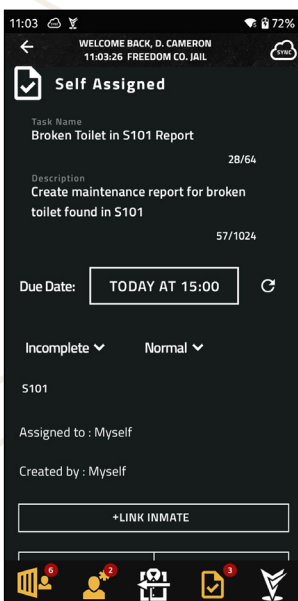 11:03
72%
WELCOME BACK, D. CAMERON
11:03:26 FREEDOM CO. JAIL
SYNC
Self Assigned
Task Name
Broken Toilet in S101 Report
28/64
Description
Create maintenance report for broken
toilet found in S101
57/1024
Due Date:
TODAY AT 15:00
Incomplete
Normal
S101
Assigned to : Myself
Created by : Myself
+LINK INMATE
6
2
3